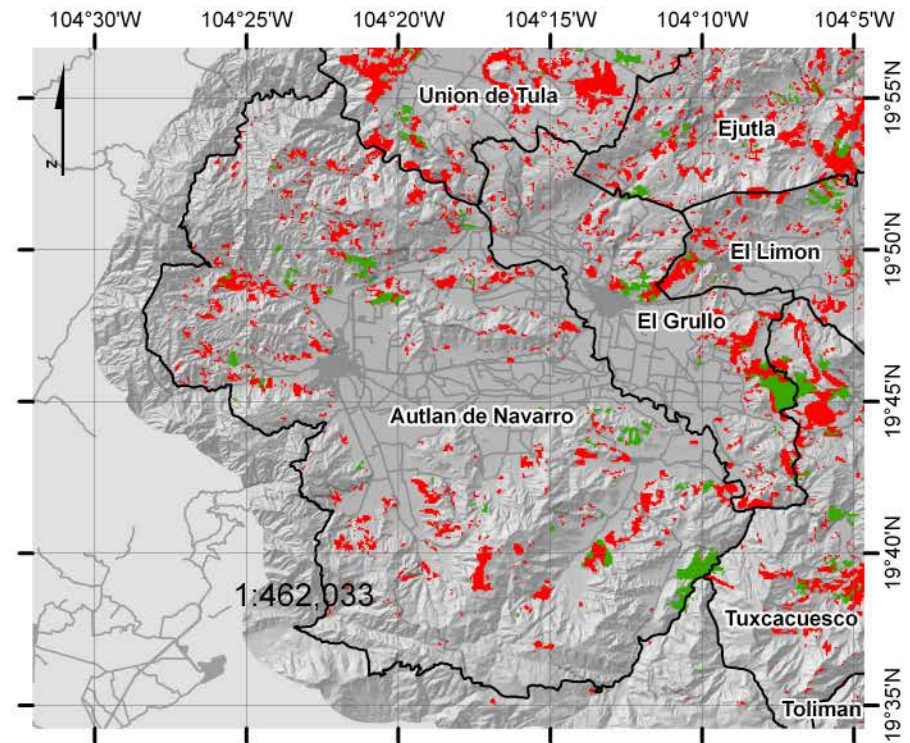 104°30'W 104°25'W 104°20'W 104°15'W 104°10'W 104°5'W
19°55'N
Union de Tula
Ejutla
z
19°50'N
El Limon
El Grullo
19°45'N
Autlan de Navarro
19°40'N
1:462,033
Tuxcacuesco
19°35'N
Toliman